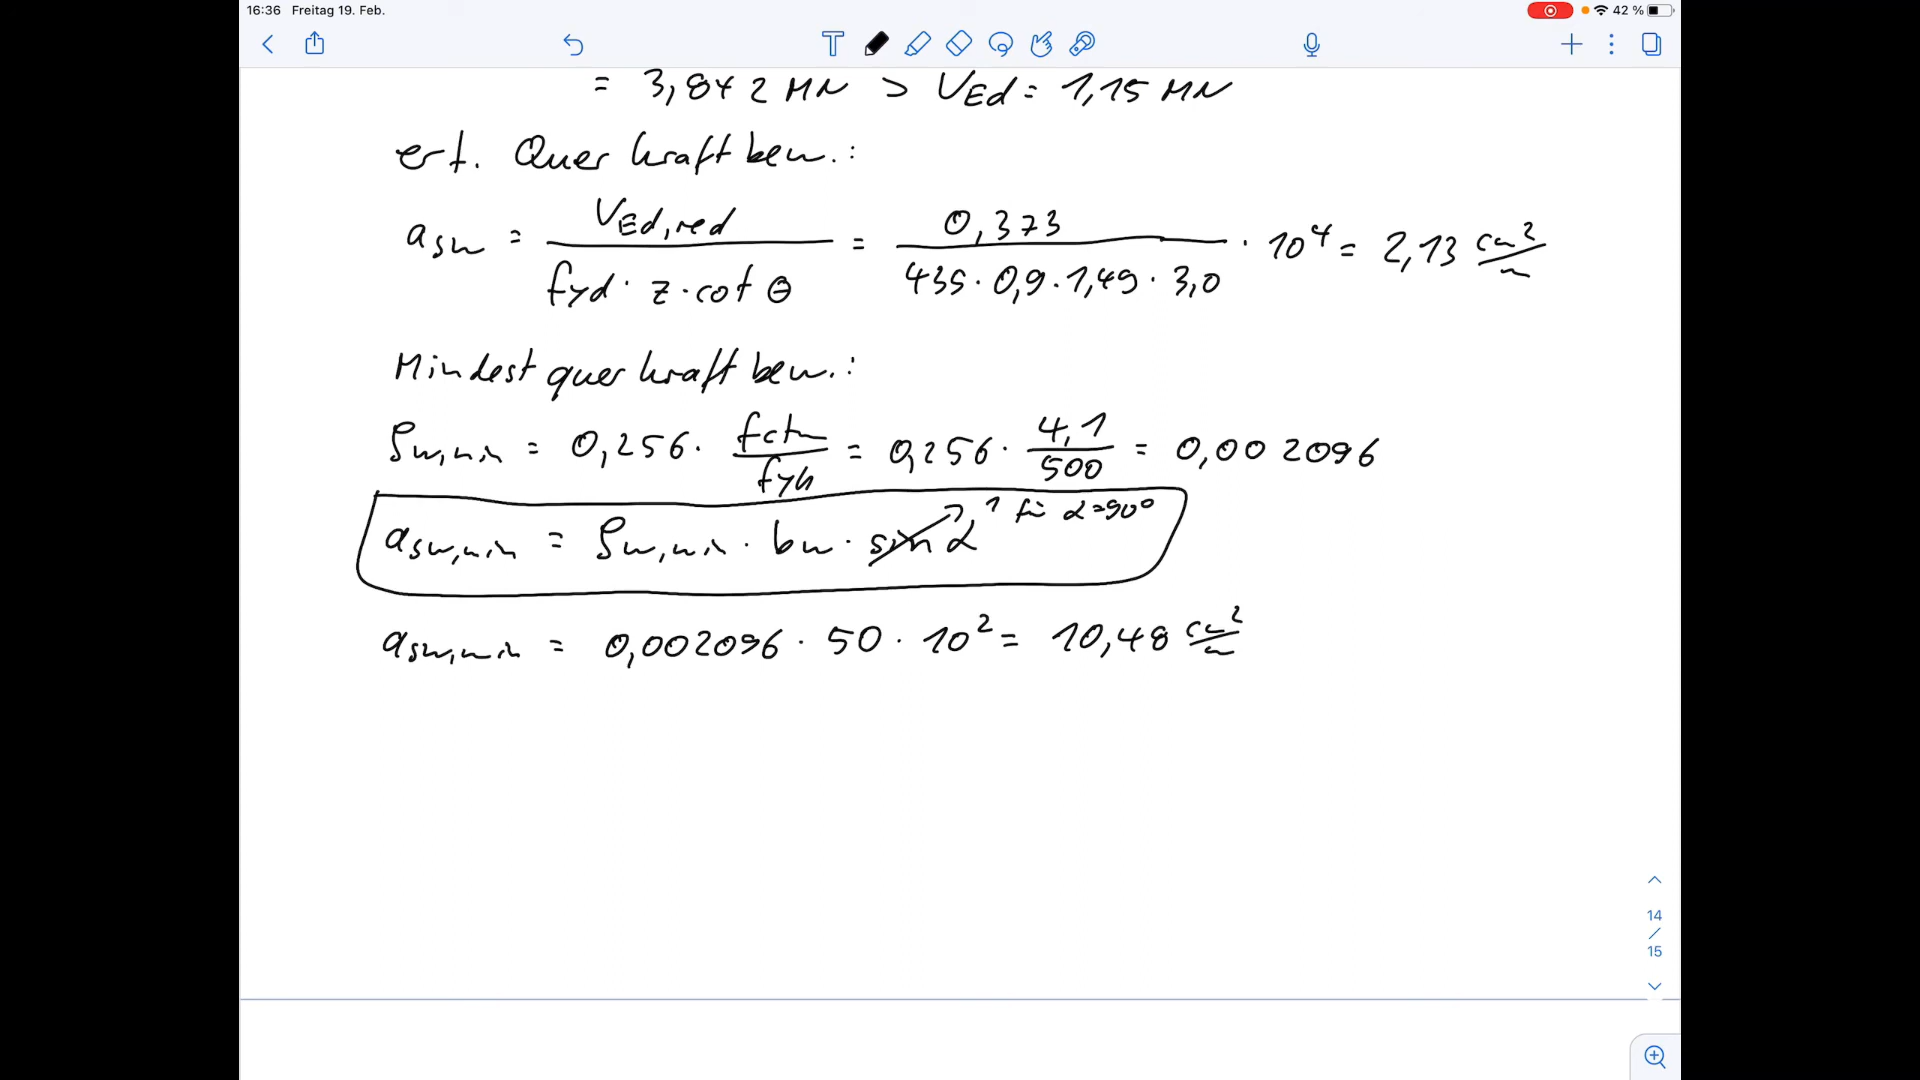 16:36 Freitag 19. Feb. 42 %
= 3,842 MN > VEd = 1,15 MN
erf. Querkraftbew.:
asw = VEd,red / (fyd · z · cot θ) = 0,373 / (435 · 0,9 · 1,49 · 3,0) · 10⁴ = 2,13 cm²/m
Mindestquerkraftbew.:
ρw,min = 0,256 · fctm / fyk = 0,256 · 4,1 / 500 = 0,002096
asw,min = ρw,min · bw · sin α 1 für α=90°
asw,min = 0,002096 · 50 · 10² = 10,48 cm²/m
14
/
15